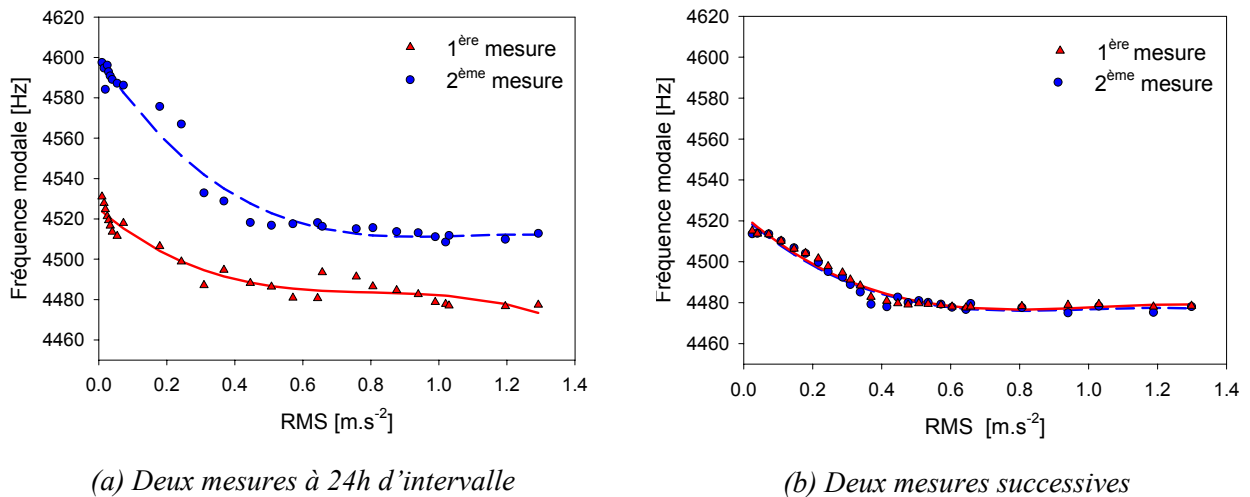 4620
4600
4580
4560
4540
4520
4500
4480
4460
Fréquence modale [Hz]
1ère mesure
2ème mesure
0.0 0.2 0.4 0.6 0.8 1.0 1.2 1.4
RMS [m.s-2]
(a) Deux mesures à 24h d'intervalle
4620
4600
4580
4560
4540
4520
4500
4480
4460
Fréquence modale [Hz]
1ère mesure
2ème mesure
0.0 0.2 0.4 0.6 0.8 1.0 1.2 1.4
RMS [m.s-2]
(b) Deux mesures successives